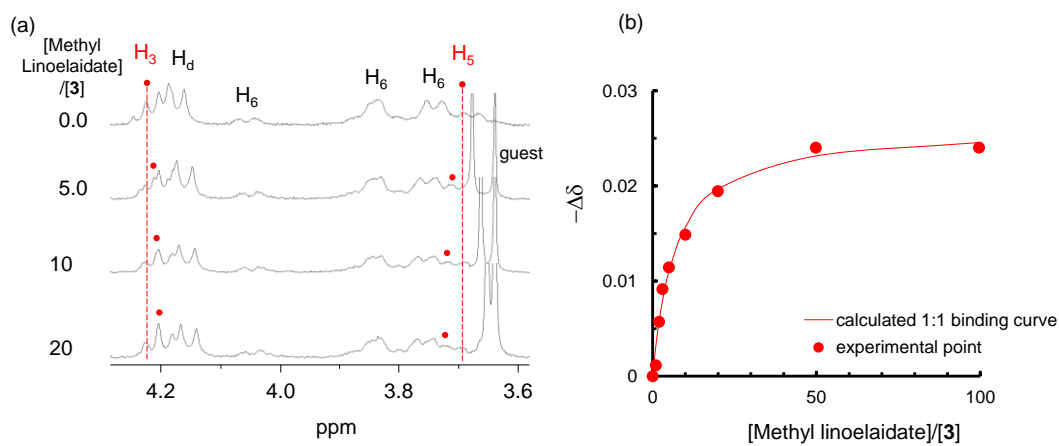 (a)
[Methyl
Linoelaidate]
/[3]
H3
Hd
H6
H6
H6
H5
0.0
5.0
10
20
guest
4.2 4.0 3.8 3.6
ppm
(b)
−Δδ
0.03
0.02
0.01
0
0 50 100
calculated 1:1 binding curve
experimental point
[Methyl linoelaidate]/[3]